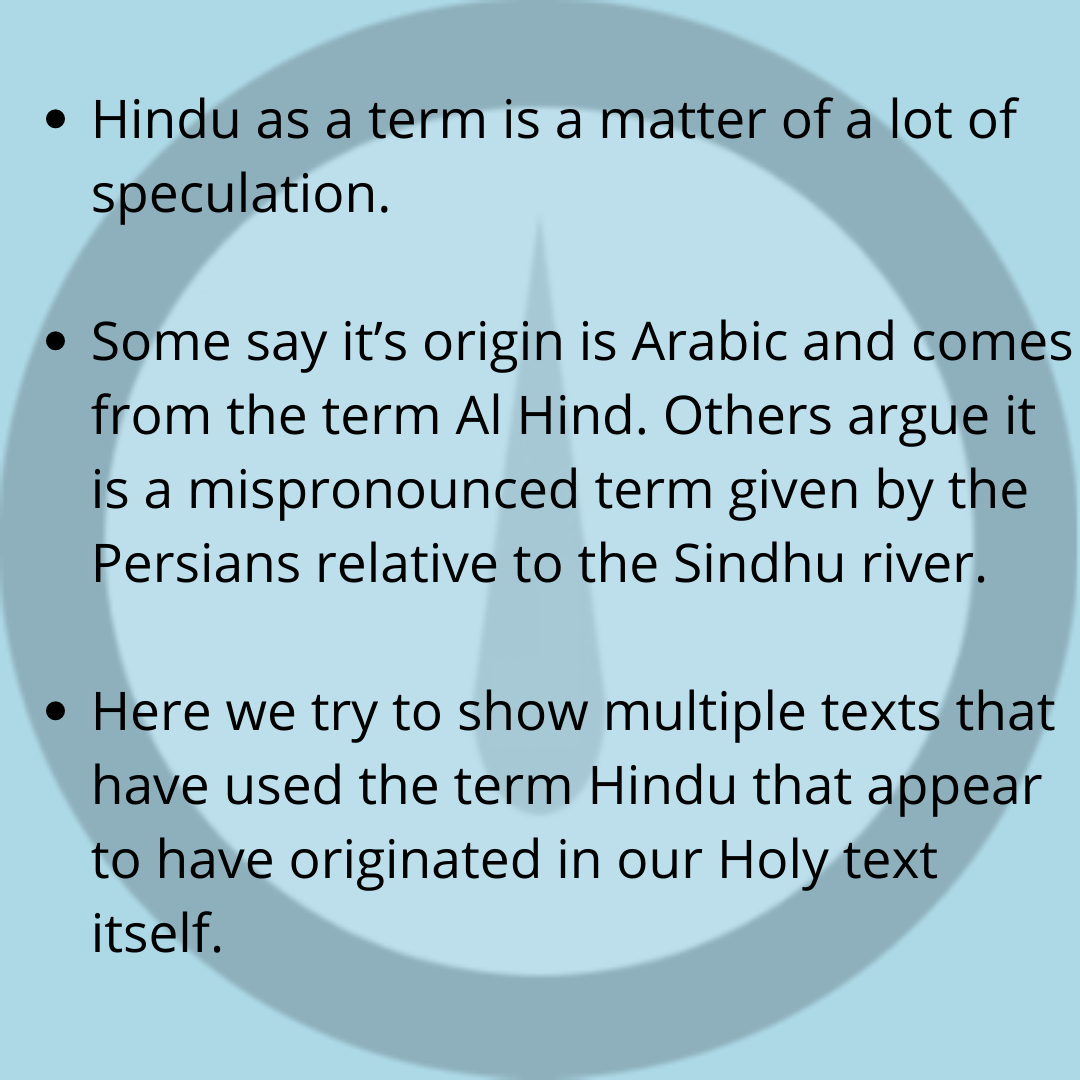 • Hindu as a term is a matter of a lot of
speculation.
• Some say it’s origin is Arabic and comes
from the term Al Hind. Others argue it
is a mispronounced term given by the
Persians relative to the Sindhu river.
• Here we try to show multiple texts that
have used the term Hindu that appear
to have originated in our Holy text
itself.